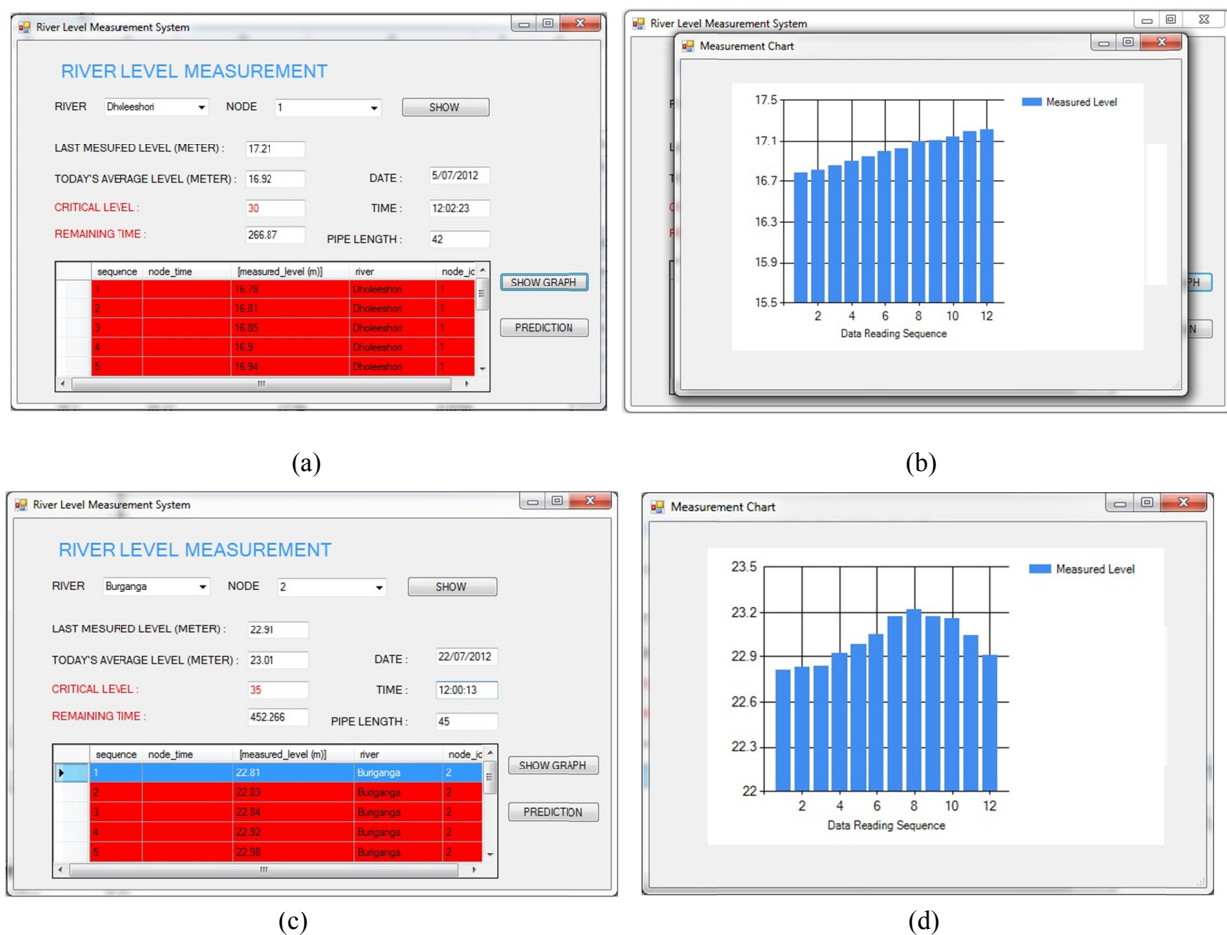 River Level Measurement System
RIVER LEVEL MEASUREMENT
RIVER Dhileeshori NODE 1 SHOW
LAST MESUFED LEVEL (METER) : 17.21
TODAY'S AVERAGE LEVEL (METER) : 16.92 DATE : 5/07/2012
CRITICAL LEVEL : 30 TIME : 12:02:23
REMAINING TIME : 266.87 PIPE LENGTH : 42
sequence node_time [measured_level (m)] river node_ic
1 16.78 Dholeeshori 1
2 16.81 Dholeeshori 1
3 16.85 Dholeeshori 1
4 16.9 Dholeeshori 1
5 16.94 Dholeeshori 1
SHOW GRAPH
PREDICTION
(a)
River Level Measurement System
Measurement Chart
17.5
17.1
16.7
16.3
15.9
15.5
2 4 6 8 10 12
Data Reading Sequence
Measured Level
PH
N
(b)
River Level Measurement System
RIVER LEVEL MEASUREMENT
RIVER Burganga NODE 2 SHOW
LAST MESURED LEVEL (METER) : 22.91
TODAY'S AVERAGE LEVEL (METER) : 23.01 DATE : 22/07/2012
CRITICAL LEVEL : 35 TIME : 12:00:13
REMAINING TIME : 452.266 PIPE LENGTH : 45
sequence node_time [measured_level (m)] river node_ic
1 22.81 Buriganga 2
2 22.83 Buriganga 2
3 22.84 Buriganga 2
4 22.92 Buriganga 2
5 22.98 Buriganga 2
SHOW GRAPH
PREDICTION
(c)
Measurement Chart
23.5
23.2
22.9
22.6
22.3
22
2 4 6 8 10 12
Data Reading Sequence
Measured Level
(d)